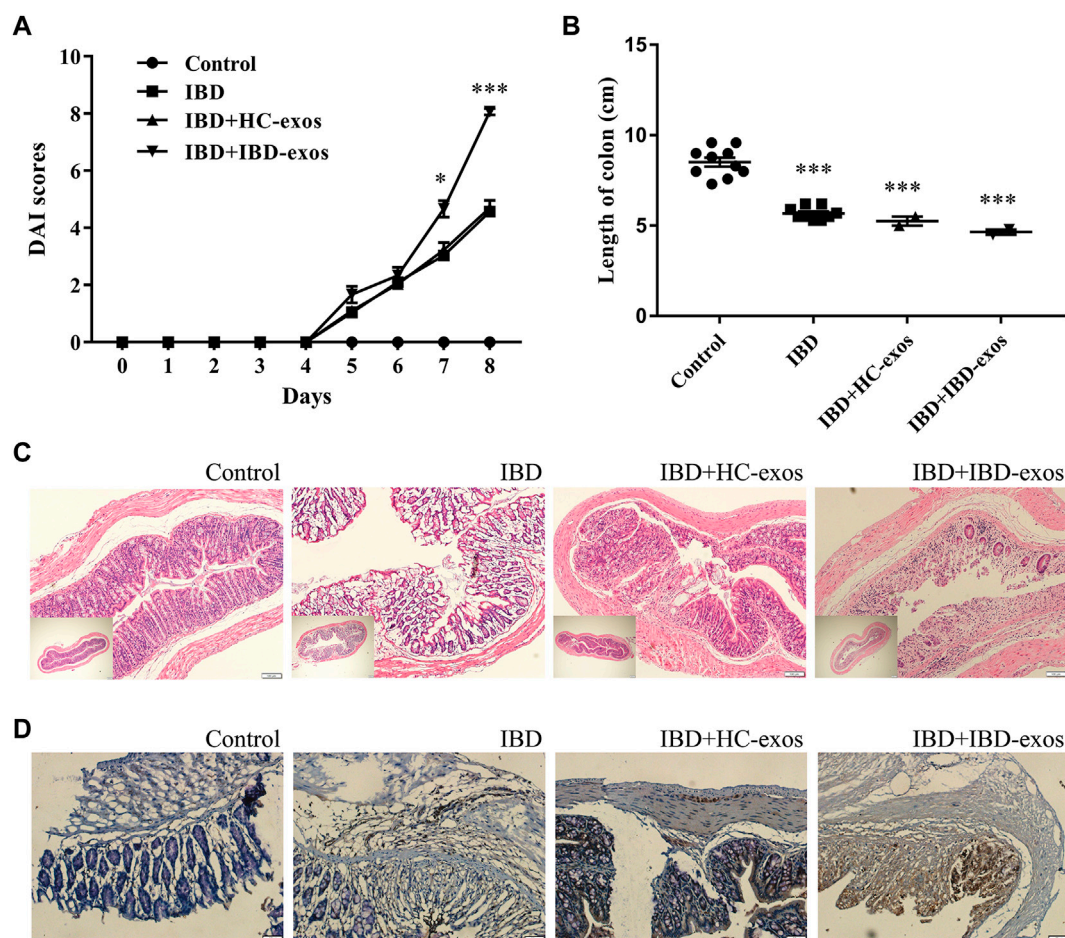 A
10
8
6
4
2
0
DAI scores
Control
IBD
IBD+HC-exos
IBD+IBD-exos
*
***
0 1 2 3 4 5 6 7 8
Days
B
15
10
5
0
Length of colon (cm)
***
***
***
Control
IBD
IBD+HC-exos
IBD+IBD-exos
C
Control IBD IBD+HC-exos IBD+IBD-exos
D
Control IBD IBD+HC-exos IBD+IBD-exos